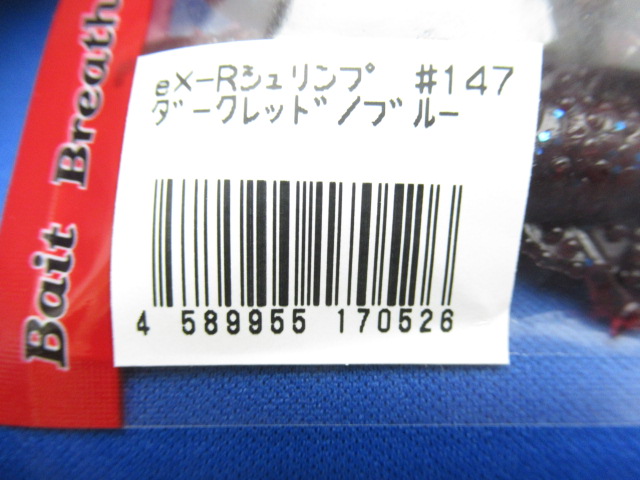 eX-Rシュリンプ #147
ダークレッド/ブルー
4 589955 170526
Bait Breath